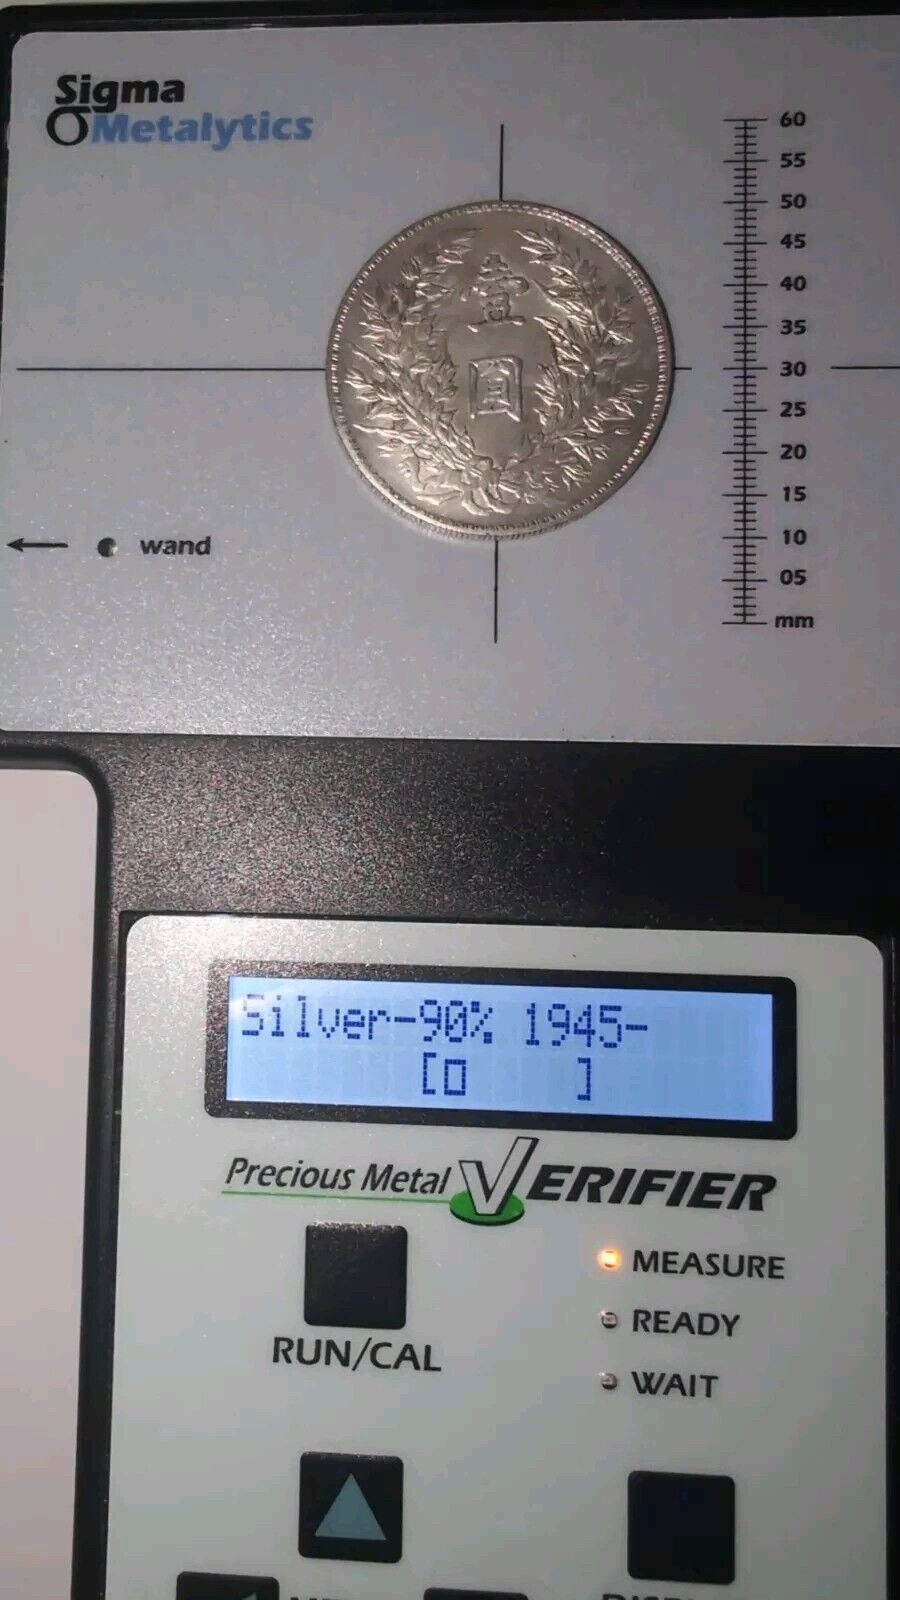 Sigma
Metalytics
60
55
50
45
40
35
30
25
20
15
10
05
mm
壹
圓
wand
Silver-90% 1945-
[▯ ]
Precious Metal VERIFIER
MEASURE
READY
WAIT
RUN/CAL